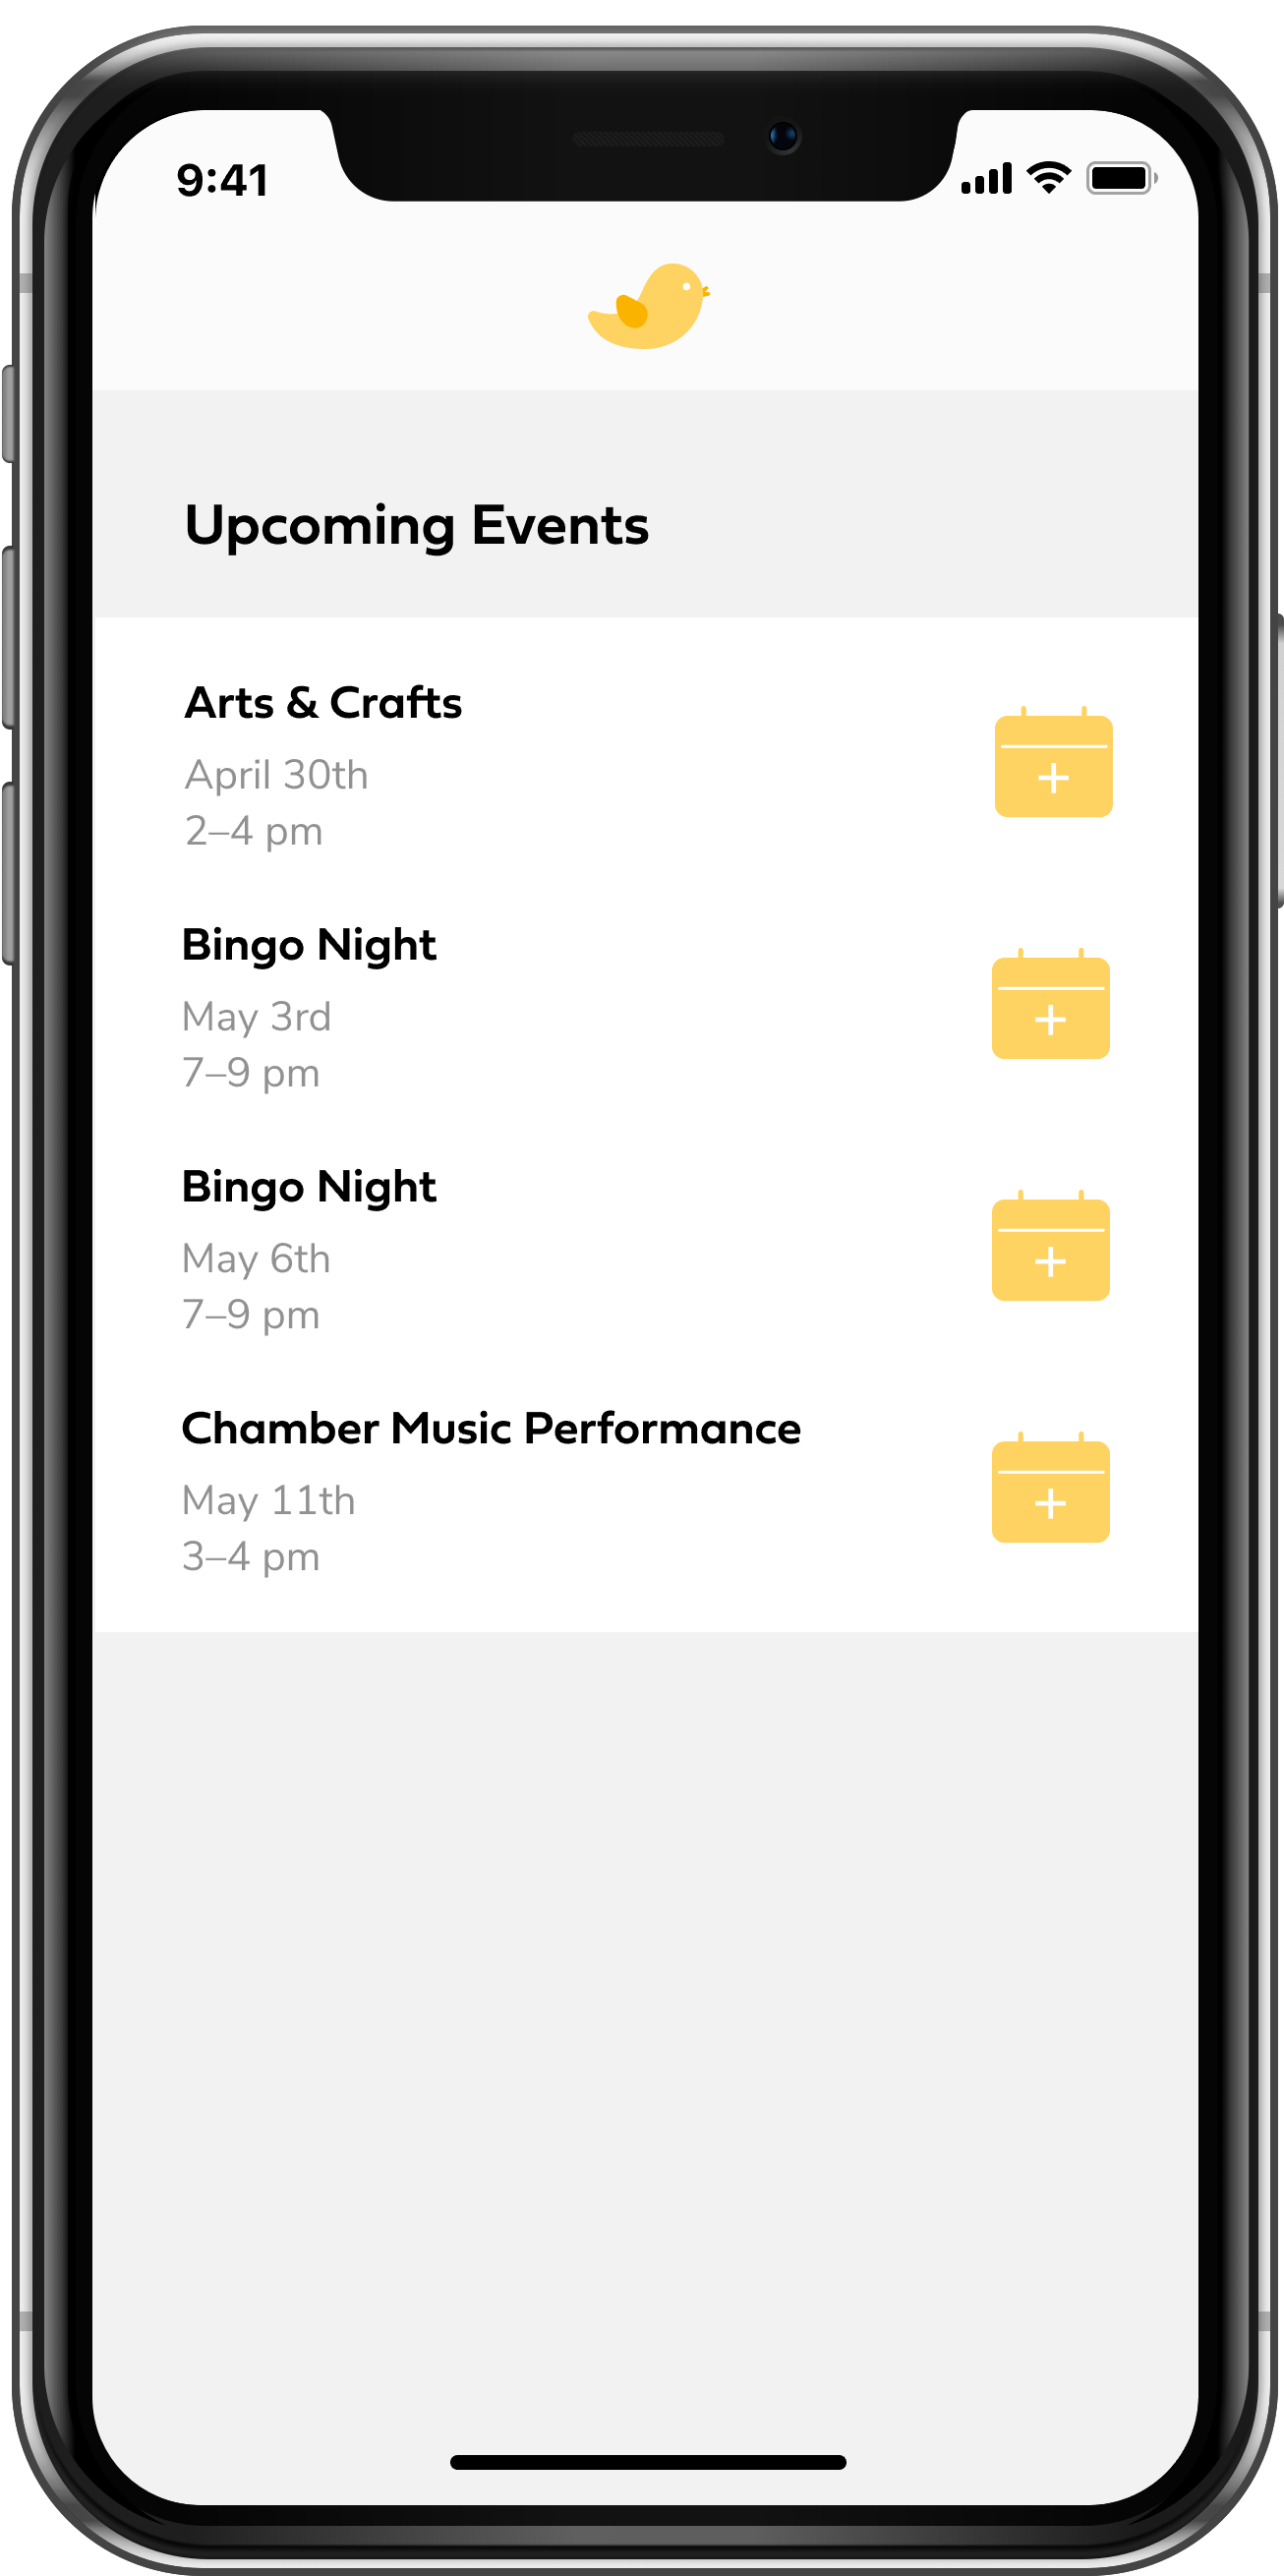 9:41
Upcoming Events
Arts & Crafts
April 30th
2–4 pm
Bingo Night
May 3rd
7–9 pm
Bingo Night
May 6th
7–9 pm
Chamber Music Performance
May 11th
3–4 pm